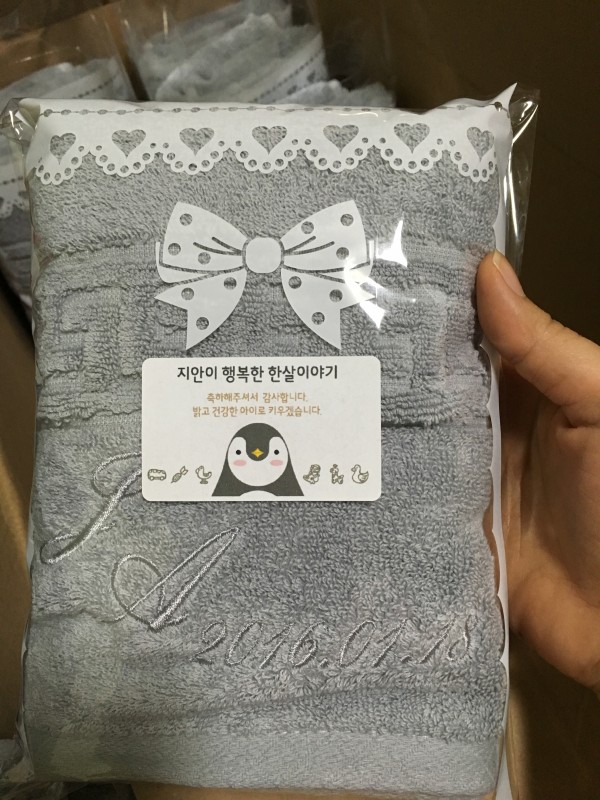 지안이 행복한 한살이야기
축하해주셔서 감사합니다.
밝고 건강한 아이로 키우겠습니다.
J
A
2016.01.18